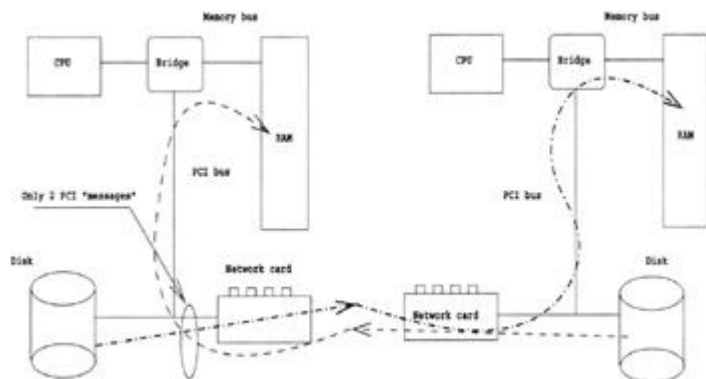 Memory bus
Memory bus
CPU
Bridge
CPU
Bridge
RAM
RAM
PCI bus
PCI bus
Only 2 PCI "messages"
Disk
Network card
Disk
Network card